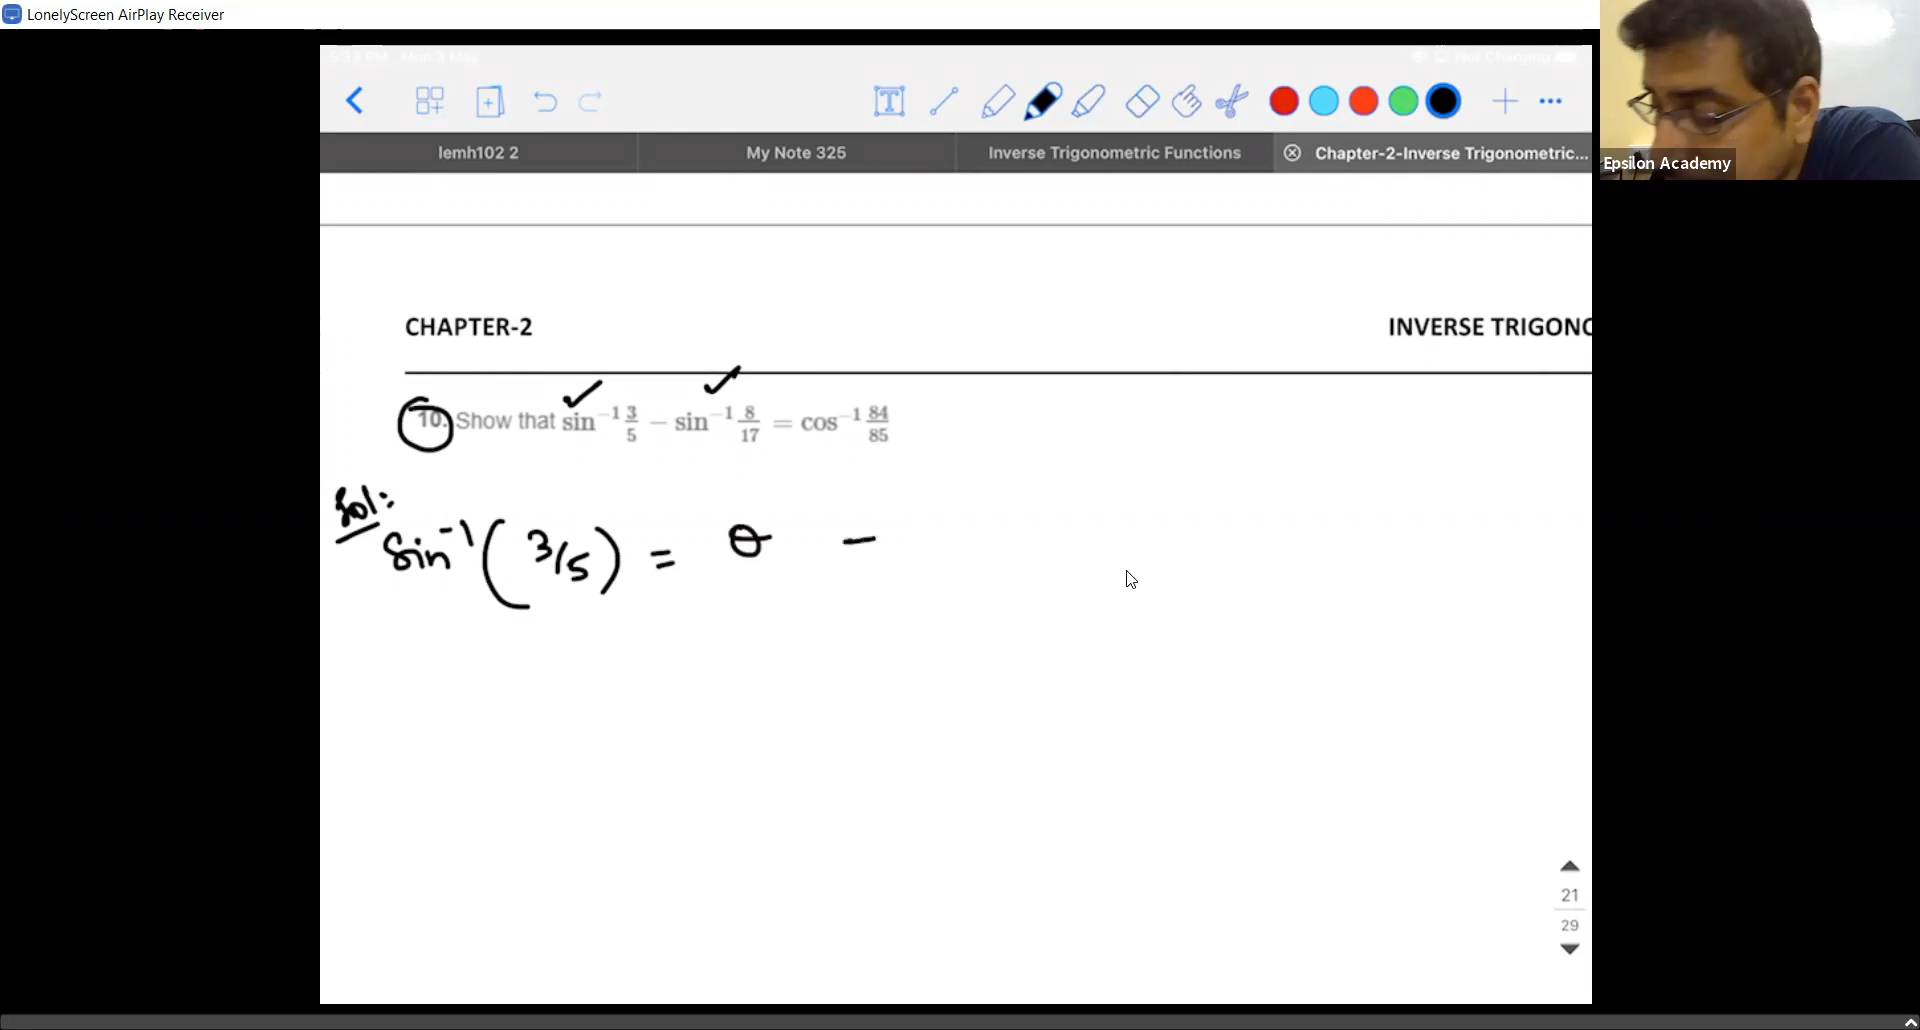 LonelyScreen AirPlay Receiver
Epsilon Academy
lemh102 2
My Note 325
Inverse Trigonometric Functions
Chapter-2-Inverse Trigonometric...
CHAPTER-2
INVERSE TRIGONO
10. Show that sin⁻¹ 3/5 − sin⁻¹ 8/17 = cos⁻¹ 84/85
Sol:
Sin⁻¹ ( 3/5 ) = θ −
21
29